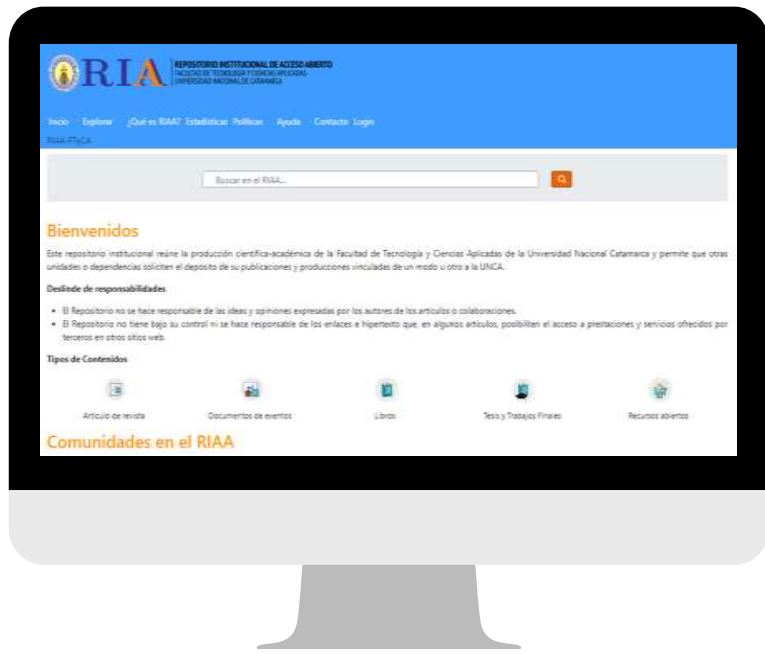 RIA
REPOSITORIO INSTITUCIONAL DE ACCESO ABIERTO
FACULTAD DE TECNOLOGÍA Y CIENCIAS APLICADAS
UNIVERSIDAD NACIONAL DE CATAMARCA
Inicio Explorar ¿Qué es RIAA? Estadísticas Políticas Ayuda Contacto Login
RIAA-FTyCA
Buscar en el RIAA...
Bienvenidos
Este repositorio institucional reúne la producción científica-académica de la Facultad de Tecnología y Ciencias Aplicadas de la Universidad Nacional Catamarca y permite que otras
unidades o dependencias soliciten el deposito de su publicaciones y producciones vinculadas de un modo u otro a la UNCA.
Deslinde de responsabilidades
El Repositorio no se hace responsable de las ideas y opiniones expresadas por los autores de los artículos o colaboraciones.
El Repositorio no tiene bajo su control ni se hace responsable de los enlaces e hipertexto que, en algunos artículos, posibiliten el acceso a prestaciones y servicios ofrecidos por
terceros en otros sitios web.
Tipos de Contenidos
Artículo de revista Documentos de eventos Libros Tesis y Trabajos Finales Recursos abiertos
Comunidades en el RIAA